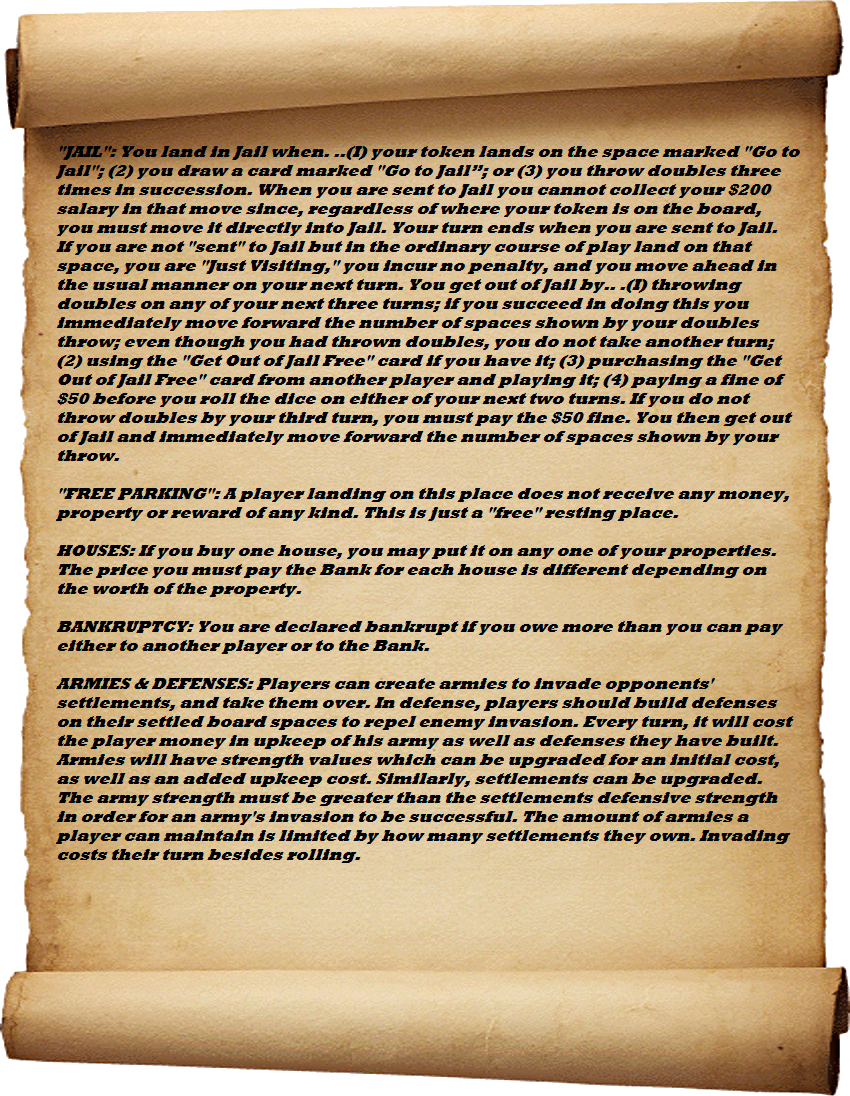 "JAIL": You land in Jail when. ..(I) your token lands on the space marked "Go to
Jail"; (2) you draw a card marked "Go to Jail”; or (3) you throw doubles three
times in succession. When you are sent to Jail you cannot collect your $200
salary in that move since, regardless of where your token is on the board,
you must move it directly into Jail. Your turn ends when you are sent to Jail.
If you are not "sent" to Jail but in the ordinary course of play land on that
space, you are "Just Visiting," you incur no penalty, and you move ahead in
the usual manner on your next turn. You get out of Jail by.. .(I) throwing
doubles on any of your next three turns; if you succeed in doing this you
immediately move forward the number of spaces shown by your doubles
throw; even though you had thrown doubles, you do not take another turn;
(2) using the "Get Out of Jail Free" card if you have it; (3) purchasing the "Get
Out of Jail Free" card from another player and playing it; (4) paying a fine of
$50 before you roll the dice on either of your next two turns. If you do not
throw doubles by your third turn, you must pay the $50 fine. You then get out
of Jail and immediately move forward the number of spaces shown by your
throw.
"FREE PARKING": A player landing on this place does not receive any money,
property or reward of any kind. This is just a "free" resting place.
HOUSES: If you buy one house, you may put it on any one of your properties.
The price you must pay the Bank for each house is different depending on
the worth of the property.
BANKRUPTCY: You are declared bankrupt if you owe more than you can pay
either to another player or to the Bank.
ARMIES & DEFENSES: Players can create armies to invade opponents'
settlements, and take them over. In defense, players should build defenses
on their settled board spaces to repel enemy invasion. Every turn, it will cost
the player money in upkeep of his army as well as defenses they have built.
Armies will have strength values which can be upgraded for an initial cost,
as well as an added upkeep cost. Similarly, settlements can be upgraded.
The army strength must be greater than the settlements defensive strength
in order for an army's invasion to be successful. The amount of armies a
player can maintain is limited by how many settlements they own. Invading
costs their turn besides rolling.